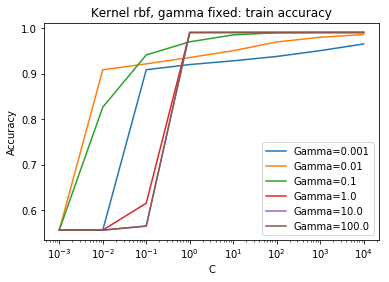 Kernel rbf, gamma fixed: train accuracy
1.0
0.9
0.8
0.7
0.6
Accuracy
Gamma=0.001
Gamma=0.01
Gamma=0.1
Gamma=1.0
Gamma=10.0
Gamma=100.0
10⁻³ 10⁻² 10⁻¹ 10⁰ 10¹ 10² 10³ 10⁴
C